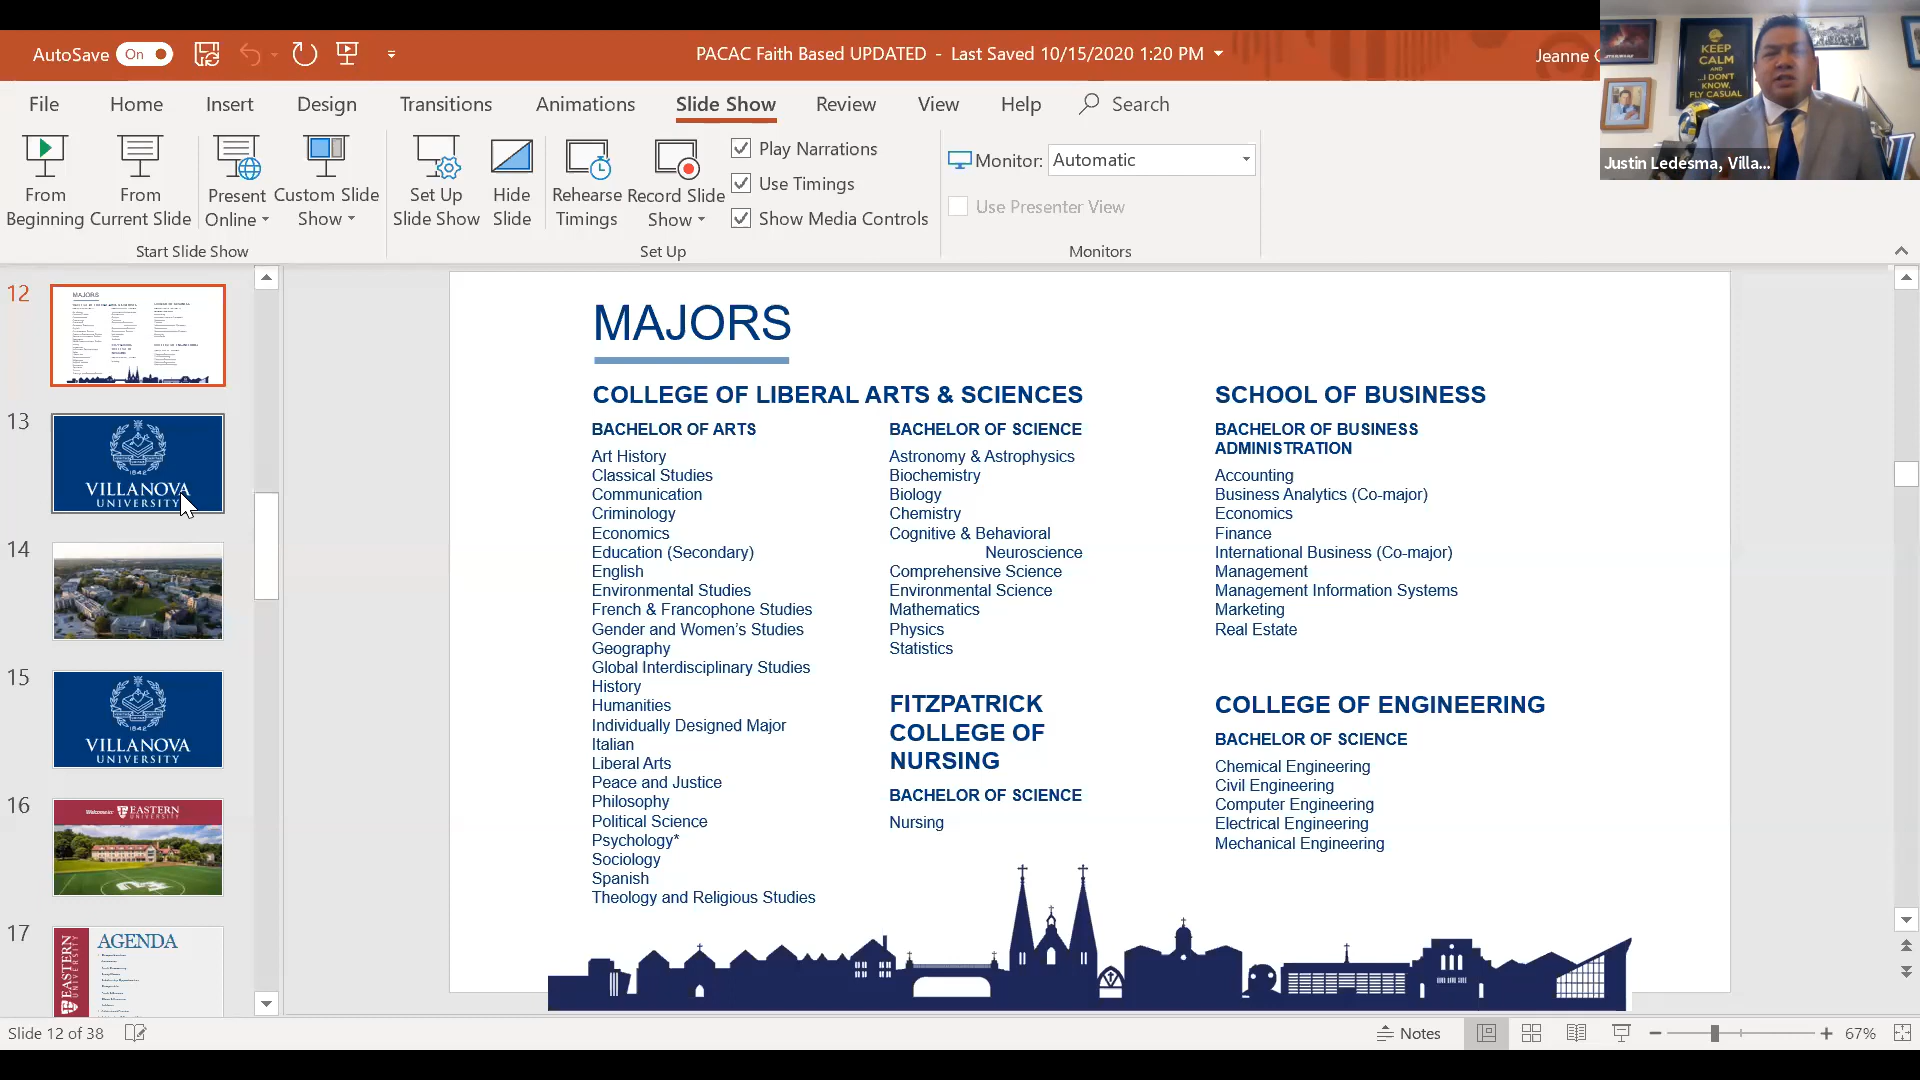 AutoSave On
PACAC Faith Based UPDATED - Last Saved 10/15/2020 1:20 PM
Jeanne
KEEP
CALM
AND
...I DON'T
KNOW,
FLY CASUAL
Justin Ledesma, Villa...
File Home Insert Design Transitions Animations Slide Show Review View Help Search
From Beginning
From Current Slide
Present Online
Custom Slide Show
Set Up Slide Show
Hide Slide
Rehearse Timings
Record Slide Show
Play Narrations
Use Timings
Show Media Controls
Monitor: Automatic
Use Presenter View
Start Slide Show
Set Up
Monitors
12
MAJORS
13
1842
VILLANOVA
UNIVERSITY
14
15
1842
VILLANOVA
UNIVERSITY
16
Welcome to EASTERN
UNIVERSITY
17
EASTERN
UNIVERSITY
AGENDA
MAJORS
COLLEGE OF LIBERAL ARTS & SCIENCES
BACHELOR OF ARTS
Art History
Classical Studies
Communication
Criminology
Economics
Education (Secondary)
English
Environmental Studies
French & Francophone Studies
Gender and Women's Studies
Geography
Global Interdisciplinary Studies
History
Humanities
Individually Designed Major
Italian
Liberal Arts
Peace and Justice
Philosophy
Political Science
Psychology*
Sociology
Spanish
Theology and Religious Studies
BACHELOR OF SCIENCE
Astronomy & Astrophysics
Biochemistry
Biology
Chemistry
Cognitive & Behavioral
Neuroscience
Comprehensive Science
Environmental Science
Mathematics
Physics
Statistics
FITZPATRICK
COLLEGE OF
NURSING
BACHELOR OF SCIENCE
Nursing
SCHOOL OF BUSINESS
BACHELOR OF BUSINESS
ADMINISTRATION
Accounting
Business Analytics (Co-major)
Economics
Finance
International Business (Co-major)
Management
Management Information Systems
Marketing
Real Estate
COLLEGE OF ENGINEERING
BACHELOR OF SCIENCE
Chemical Engineering
Civil Engineering
Computer Engineering
Electrical Engineering
Mechanical Engineering
Slide 12 of 38
Notes
67%